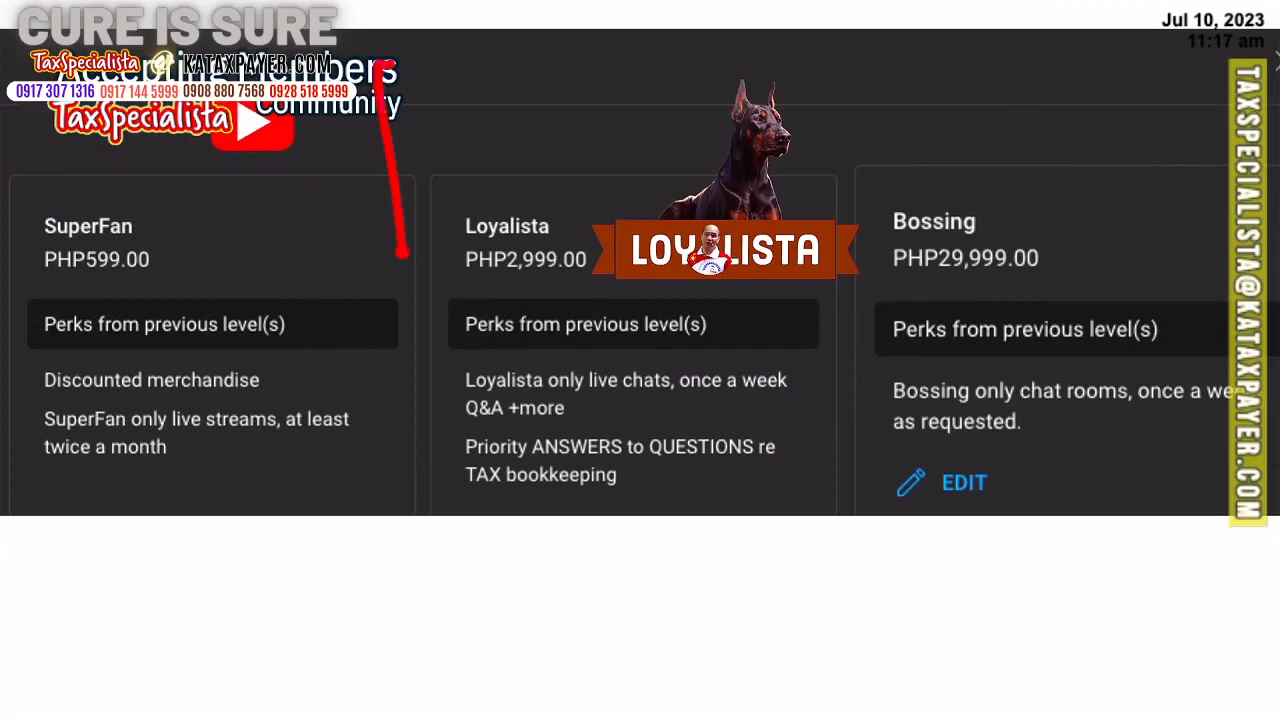 CURE IS SURE
Jul 10, 2023
11:17 am
TaxSpecialista @ KATAXPAYER.COM
Accepting Members
0917 307 1316 0917 144 5999 0908 880 7568 0928 518 5999
Community
TaxSpecialista
SuperFan
PHP599.00
Perks from previous level(s)
Discounted merchandise
SuperFan only live streams, at least
twice a month
Loyalista
PHP2,999.00
LOYALISTA
Perks from previous level(s)
Loyalista only live chats, once a week
Q&A +more
Priority ANSWERS to QUESTIONS re
TAX bookkeeping
Bossing
PHP29,999.00
Perks from previous level(s)
Bossing only chat rooms, once a week
as requested.
EDIT
TAXSPECIALISTA@KATAXPAYER.COM